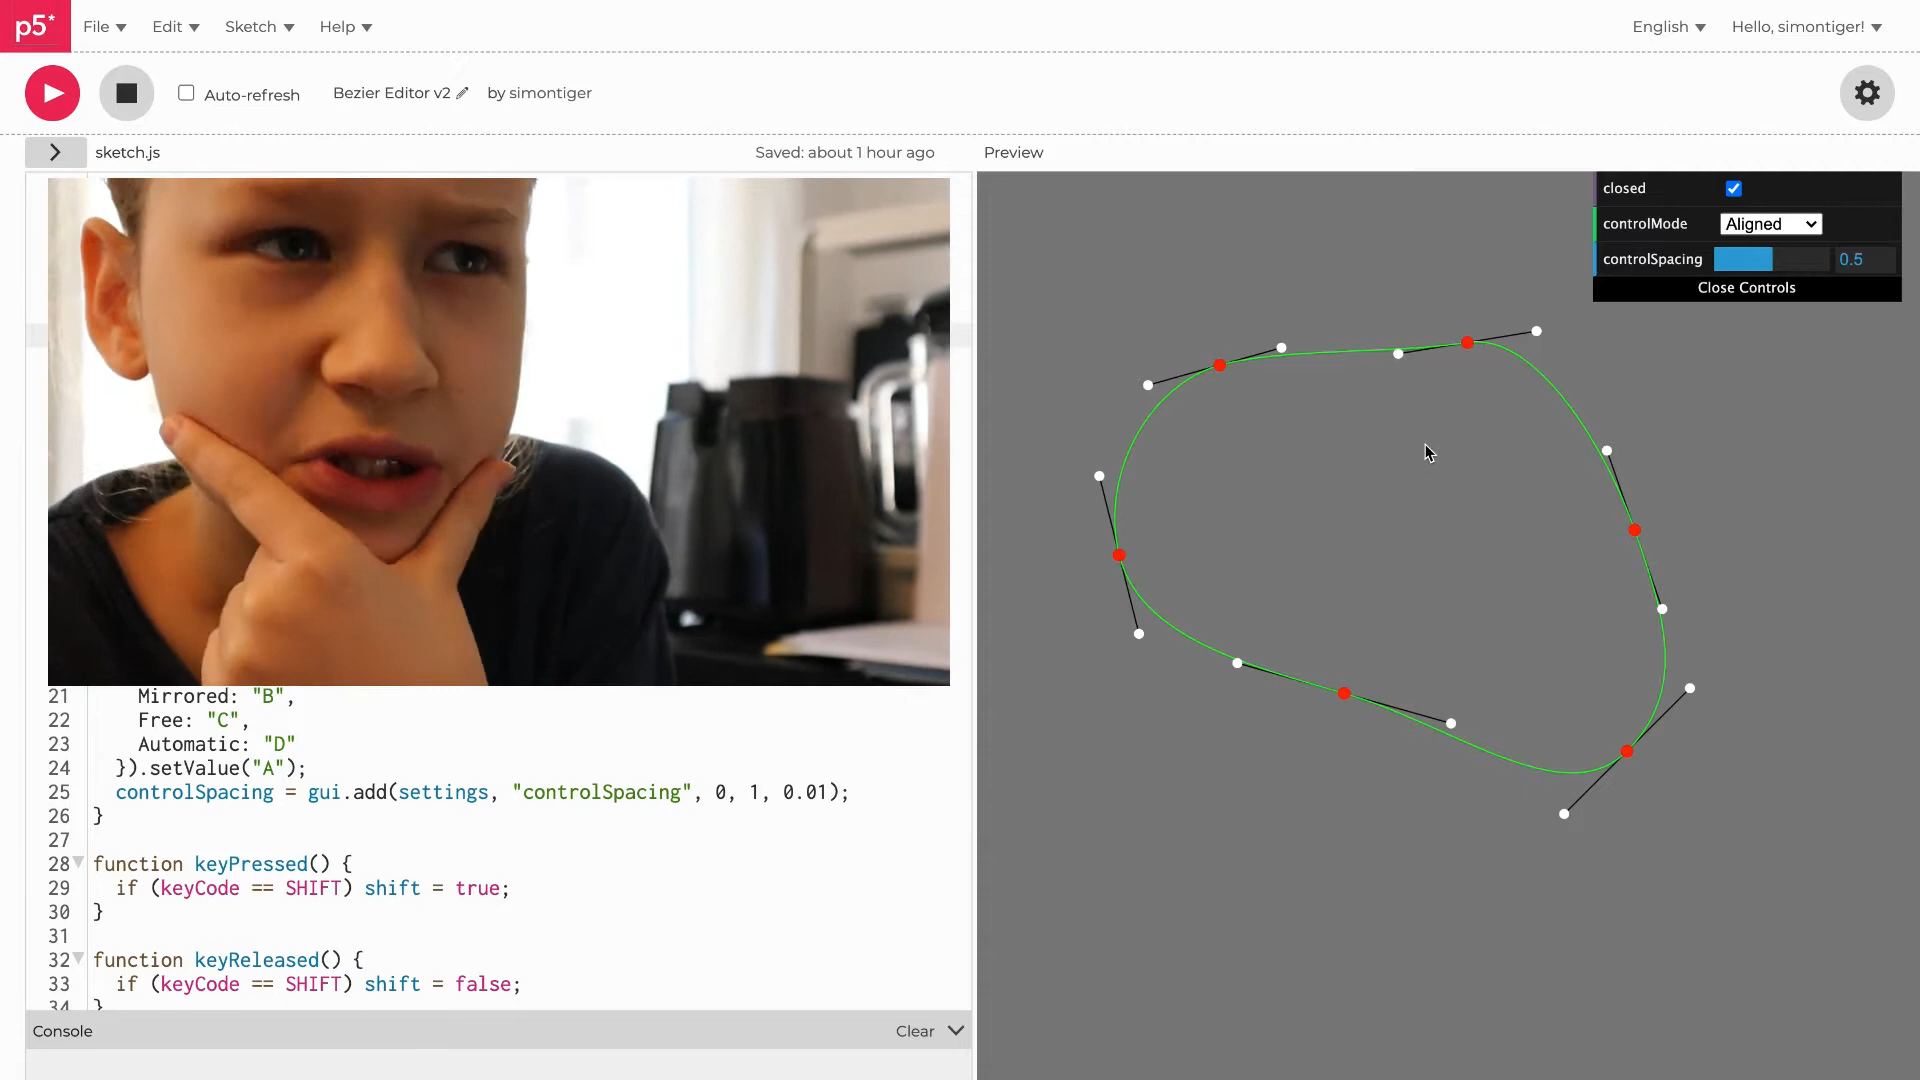 p5*
File Edit Sketch Help English Hello, simontiger!
Auto-refresh Bezier Editor v2 by simontiger
sketch.js Saved: about 1 hour ago Preview
closed
controlMode Aligned
controlSpacing 0.5
Close Controls
21 Mirrored: "B",
22 Free: "C",
23 Automatic: "D"
24 }).setValue("A");
25 controlSpacing = gui.add(settings, "controlSpacing", 0, 1, 0.01);
26 }
27
28 function keyPressed() {
29 if (keyCode == SHIFT) shift = true;
30 }
31
32 function keyReleased() {
33 if (keyCode == SHIFT) shift = false;
34 }
Console Clear